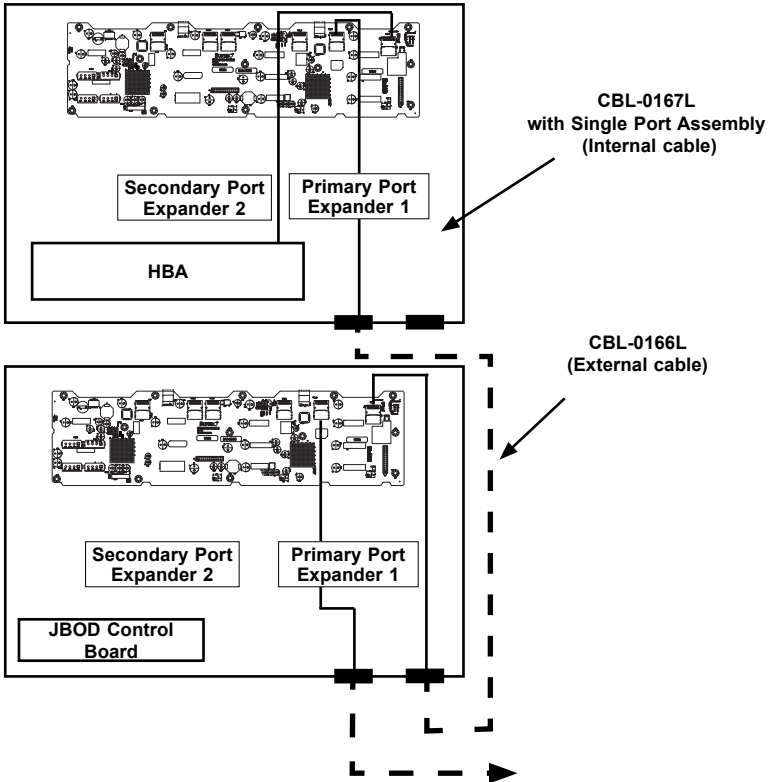 CBL-0167L
with Single Port Assembly
(Internal cable)
Secondary Port
Expander 2
Primary Port
Expander 1
HBA
CBL-0166L
(External cable)
Secondary Port
Expander 2
Primary Port
Expander 1
JBOD Control
Board